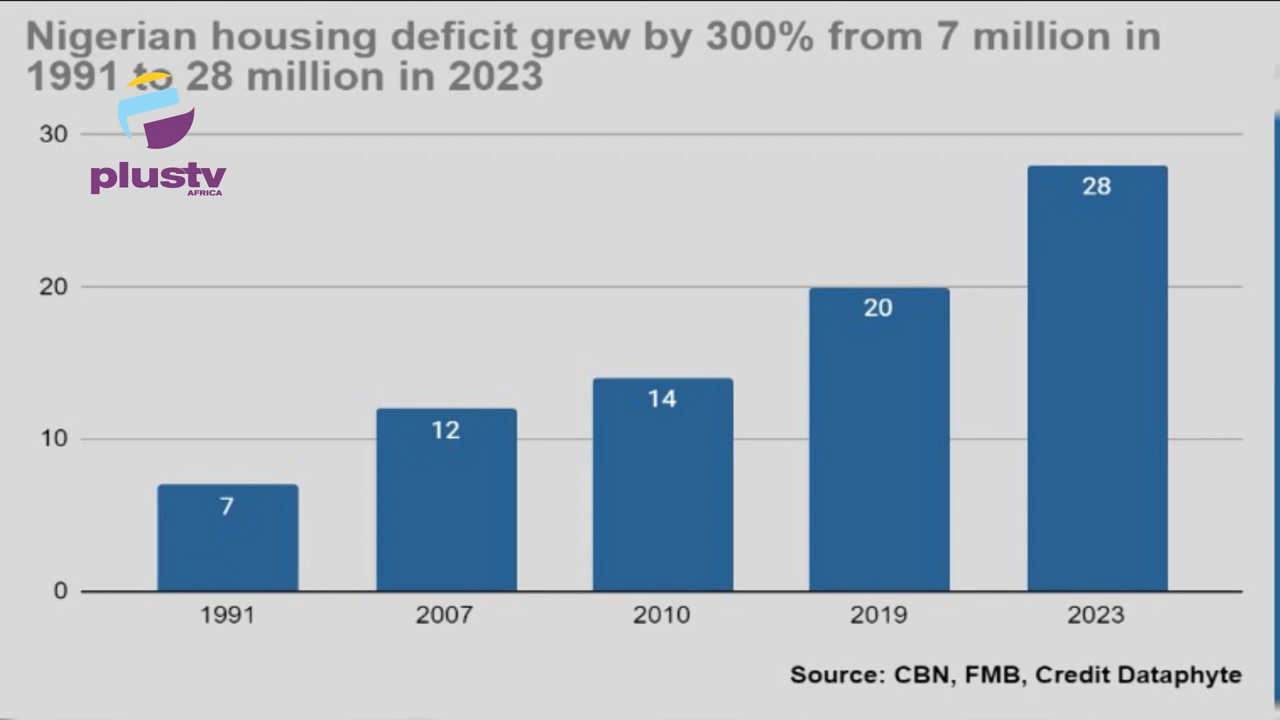 Nigerian housing deficit grew by 300% from 7 million in
1991 to 28 million in 2023
plustv
AFRICA
30
20
10
0
7
12
14
20
28
1991
2007
2010
2019
2023
Source: CBN, FMB, Credit Dataphyte